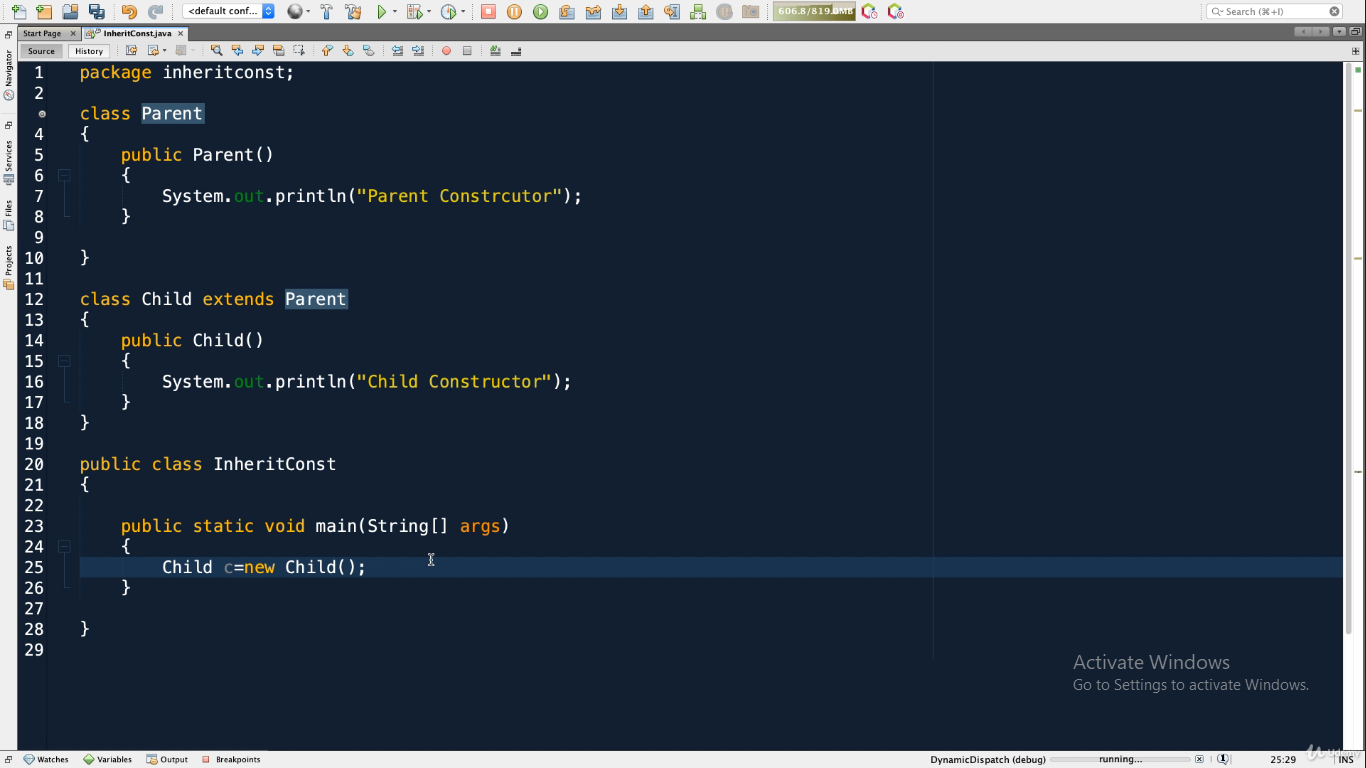 <default conf...
606.8/819.0MB
Search (⌘+I)
Start Page
InheritConst.java
Source
History
Navigator
Services
Files
Projects
1 package inheritconst;
2
class Parent
4 {
5 public Parent()
6 {
7 System.out.println("Parent Constrcutor");
8 }
9
10 }
11
12 class Child extends Parent
13 {
14 public Child()
15 {
16 System.out.println("Child Constructor");
17 }
18 }
19
20 public class InheritConst
21 {
22
23 public static void main(String[] args)
24 {
25 Child c=new Child();
26 }
27
28 }
29
Activate Windows
Go to Settings to activate Windows.
Watches Variables Output Breakpoints DynamicDispatch (debug) running... 1 25:29 INS
Udemy